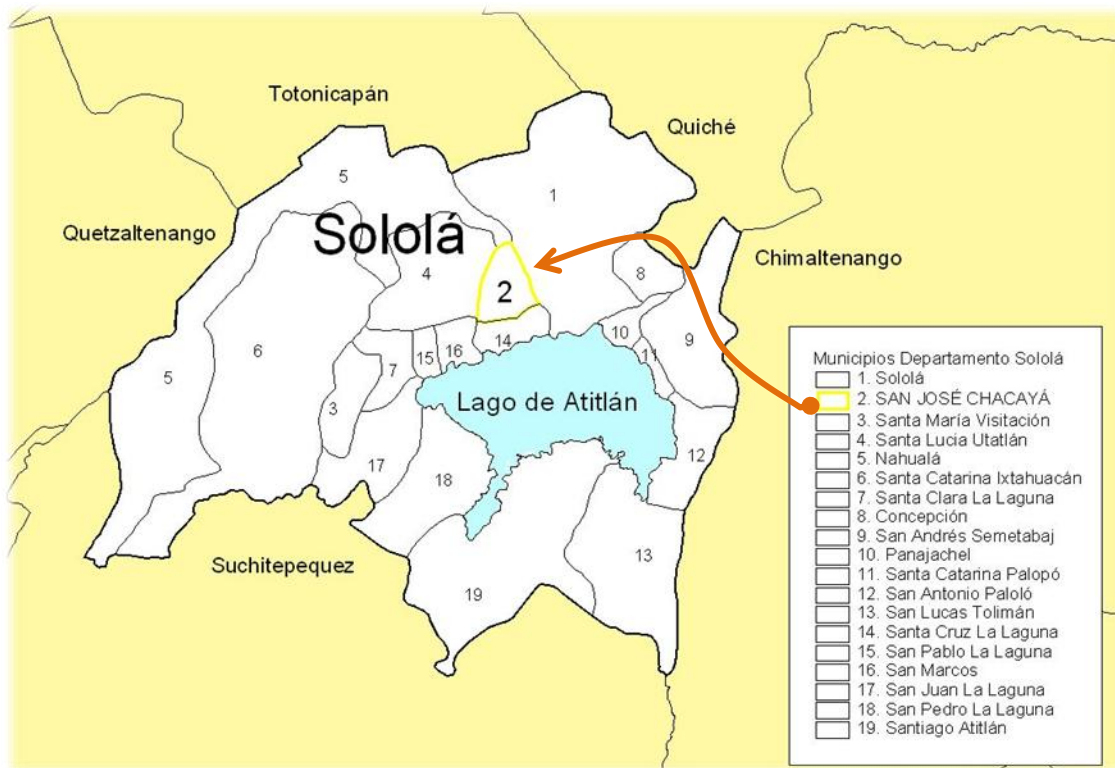 Totonicapán
Quiché
5
1
Quetzaltenango
Sololá
Chimaltenango
4
8
2
10
9
14
16
15
7
11
6
5
Lago de Atitlán
3
12
17
18
13
Suchitepequez
19
Municipios Departamento Sololá
1. Sololá
2. SAN JOSÉ CHACAYÁ
3. Santa María Visitación
4. Santa Lucia Utatlán
5. Nahualá
6. Santa Catarina Ixtahuacán
7. Santa Clara La Laguna
8. Concepción
9. San Andrés Semetabaj
10. Panajachel
11. Santa Catarina Palopó
12. San Antonio Paloló
13. San Lucas Tolimán
14. Santa Cruz La Laguna
15. San Pablo La Laguna
16. San Marcos
17. San Juan La Laguna
18. San Pedro La Laguna
19. Santiago Atitlán